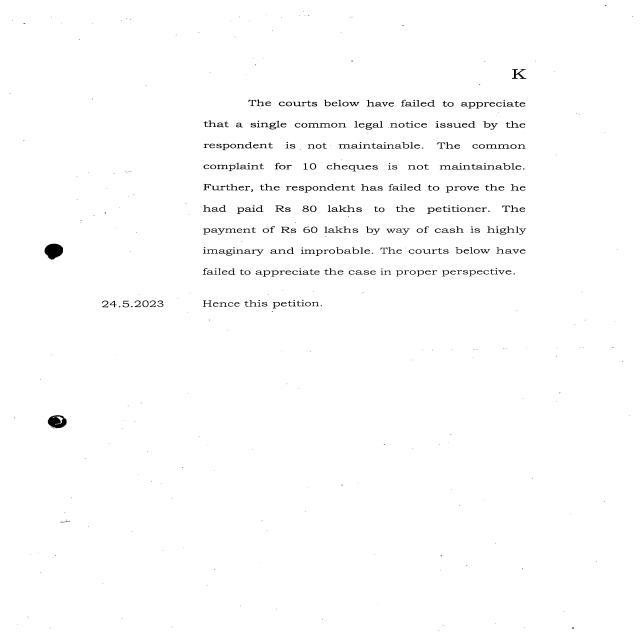 K
The courts below have failed to appreciate
that a single common legal notice issued by the
respondent is not maintainable. The common
complaint for 10 cheques is not maintainable.
Further, the respondent has failed to prove the he
had paid Rs 80 lakhs to the petitioner. The
payment of Rs 60 lakhs by way of cash is highly
imaginary and improbable. The courts below have
failed to appreciate the case in proper perspective.
24.5.2023 Hence this petition.